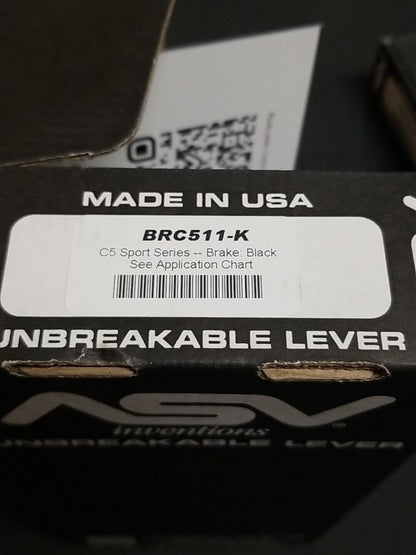 MADE IN USA
BRC511-K
C5 Sport Series -- Brake: Black
See Application Chart
UNBREAKABLE LEVER
ASV
inventions
UNBREAKABLE LEVER